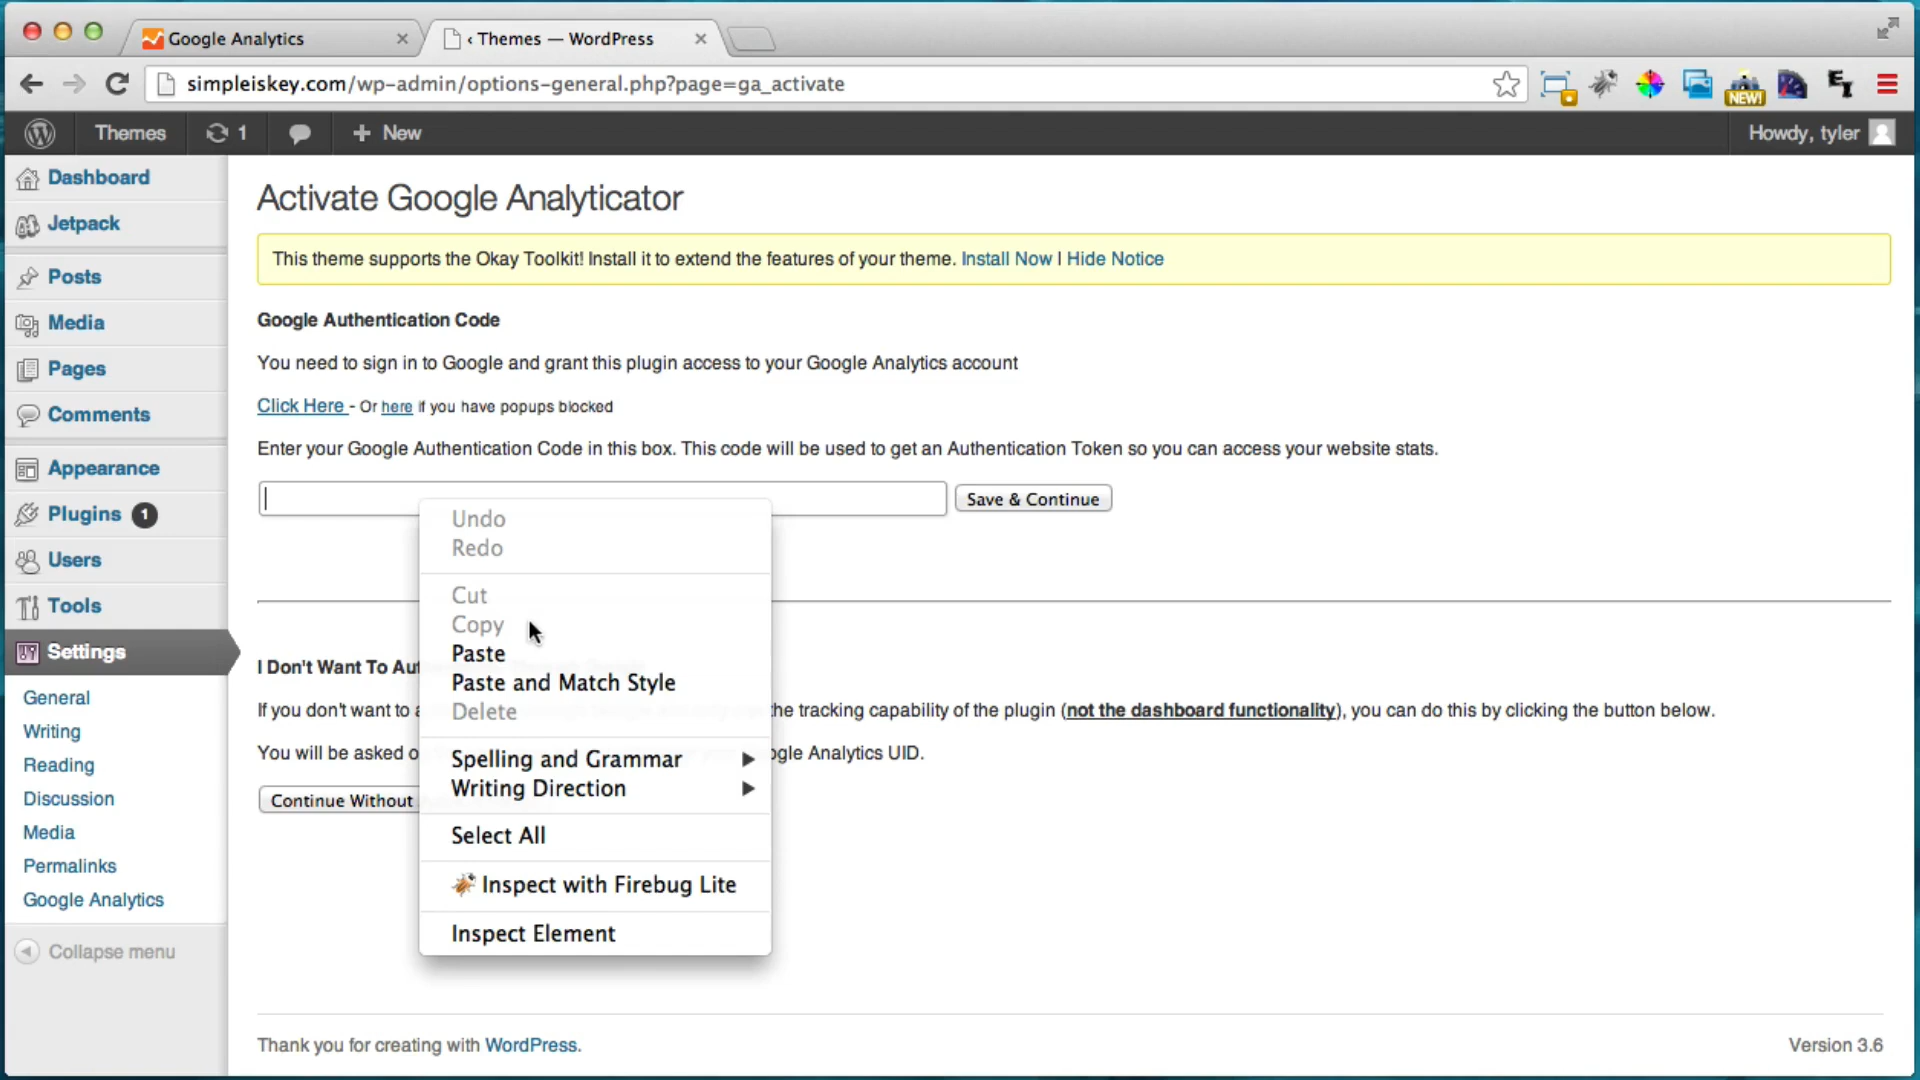 Google Analytics
‹ Themes — WordPress
simpleiskey.com/wp-admin/options-general.php?page=ga_activate
NEW!
Themes
1
+ New
Howdy, tyler
Dashboard
Jetpack
Posts
Media
Pages
Comments
Appearance
Plugins 1
Users
Tools
Settings
General
Writing
Reading
Discussion
Media
Permalinks
Google Analytics
Collapse menu
Activate Google Analyticator
This theme supports the Okay Toolkit! Install it to extend the features of your theme. Install Now | Hide Notice
Google Authentication Code
You need to sign in to Google and grant this plugin access to your Google Analytics account
Click Here - Or here if you have popups blocked
Enter your Google Authentication Code in this box. This code will be used to get an Authentication Token so you can access your website stats.
Save & Continue
Undo
Redo
Cut
Copy
Paste
Paste and Match Style
Delete
Spelling and Grammar
Writing Direction
Select All
Inspect with Firebug Lite
Inspect Element
I Don't Want To
If you don't want to the tracking capability of the plugin (not the dashboard functionality), you can do this by clicking the button below.
You will be asked Analytics UID.
Continue Without
Thank you for creating with WordPress.
Version 3.6